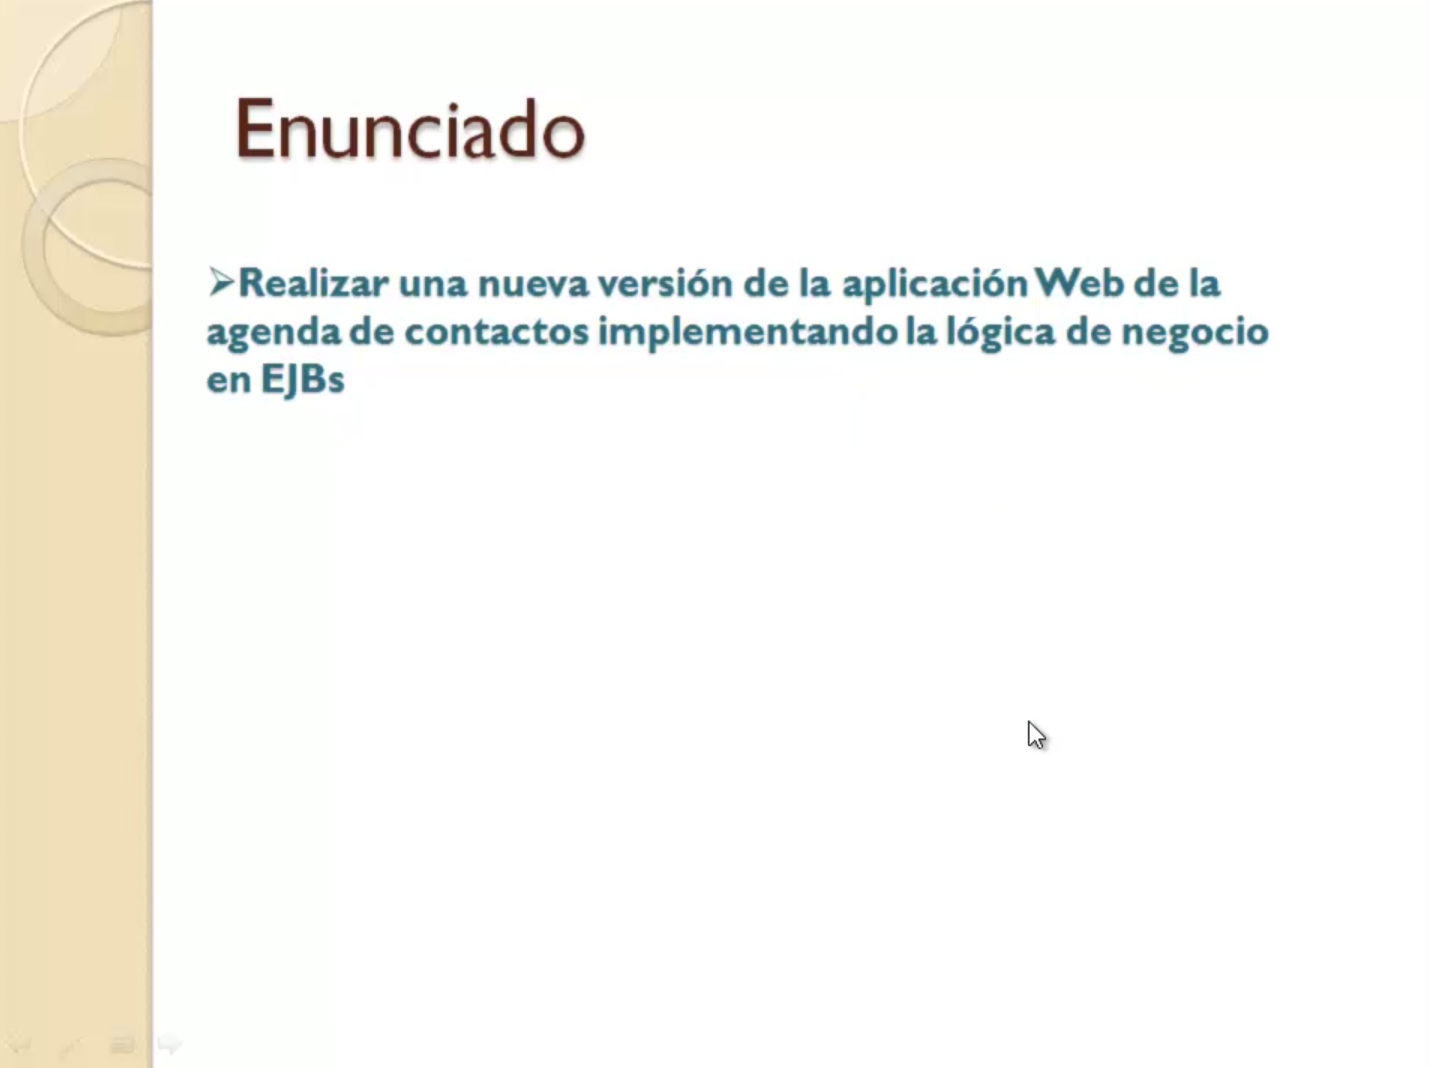 Enunciado
➢Realizar una nueva versión de la aplicación Web de la
agenda de contactos implementando la lógica de negocio
en EJBs